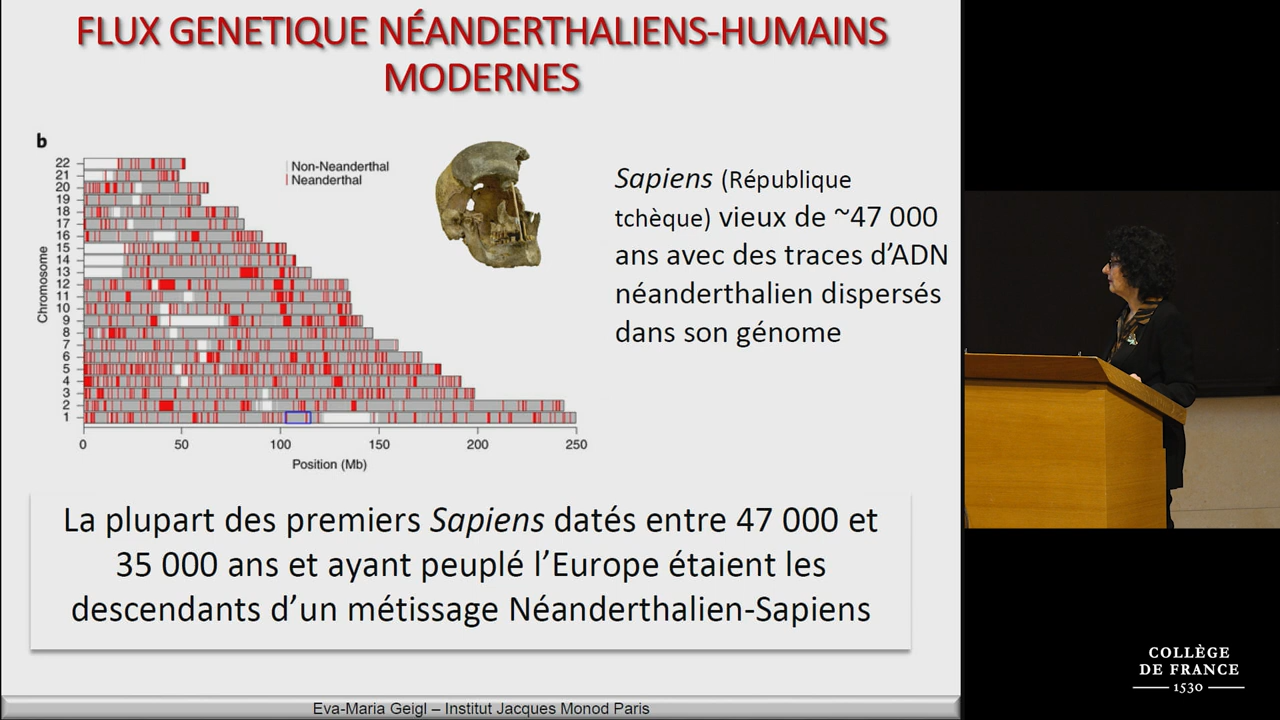 FLUX GENETIQUE NÉANDERTHALIENS-HUMAINS
MODERNES
b
22
21
20
19
18
17
16
15
14
13
12
11
10
9
8
7
6
5
4
3
2
1
Chromosome
Non-Neanderthal
Neanderthal
0 50 100 150 200 250
Position (Mb)
Sapiens (République
tchèque) vieux de ~47 000
ans avec des traces d’ADN
néanderthalien dispersés
dans son génome
La plupart des premiers Sapiens datés entre 47 000 et
35 000 ans et ayant peuplé l’Europe étaient les
descendants d’un métissage Néanderthalien-Sapiens
Eva-Maria Geigl – Institut Jacques Monod Paris
COLLÈGE
DE FRANCE
1530